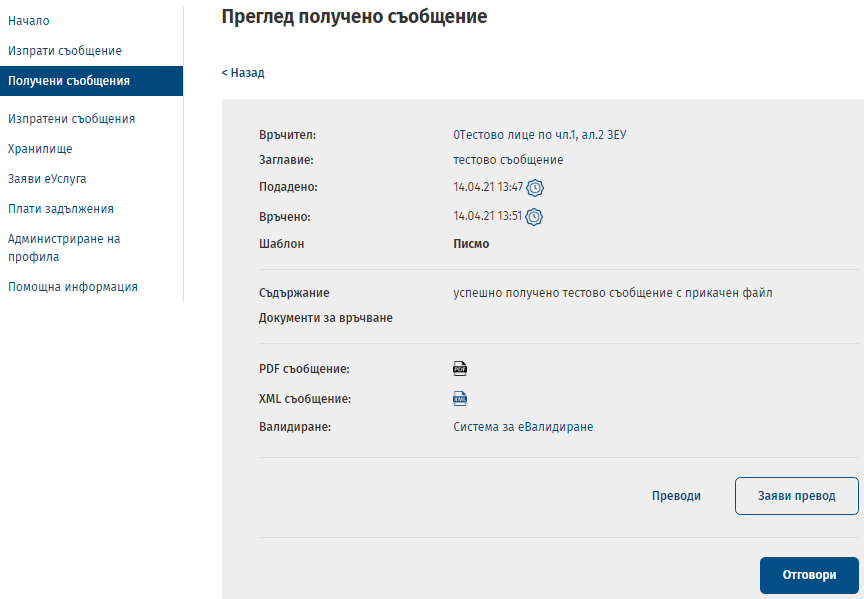 Начало
Изпрати съобщение
Получени съобщения
Изпратени съобщения
Хранилище
Заяви еУслуга
Плати задължения
Администриране на
профила
Помощна информация
Преглед получено съобщение
< Назад
Връчител: 0Тестово лице по чл.1, ал.2 ЗЕУ
Заглавие: тестово съобщение
Подадено: 14.04.21 13:47
Връчено: 14.04.21 13:51
Шаблон Писмо
Съдържание успешно получено тестово съобщение с прикачен файл
Документи за връчване
PDF съобщение: PDF
XML съобщение: XML
Валидиране: Система за еВалидиране
Преводи Заяви превод
Отговори